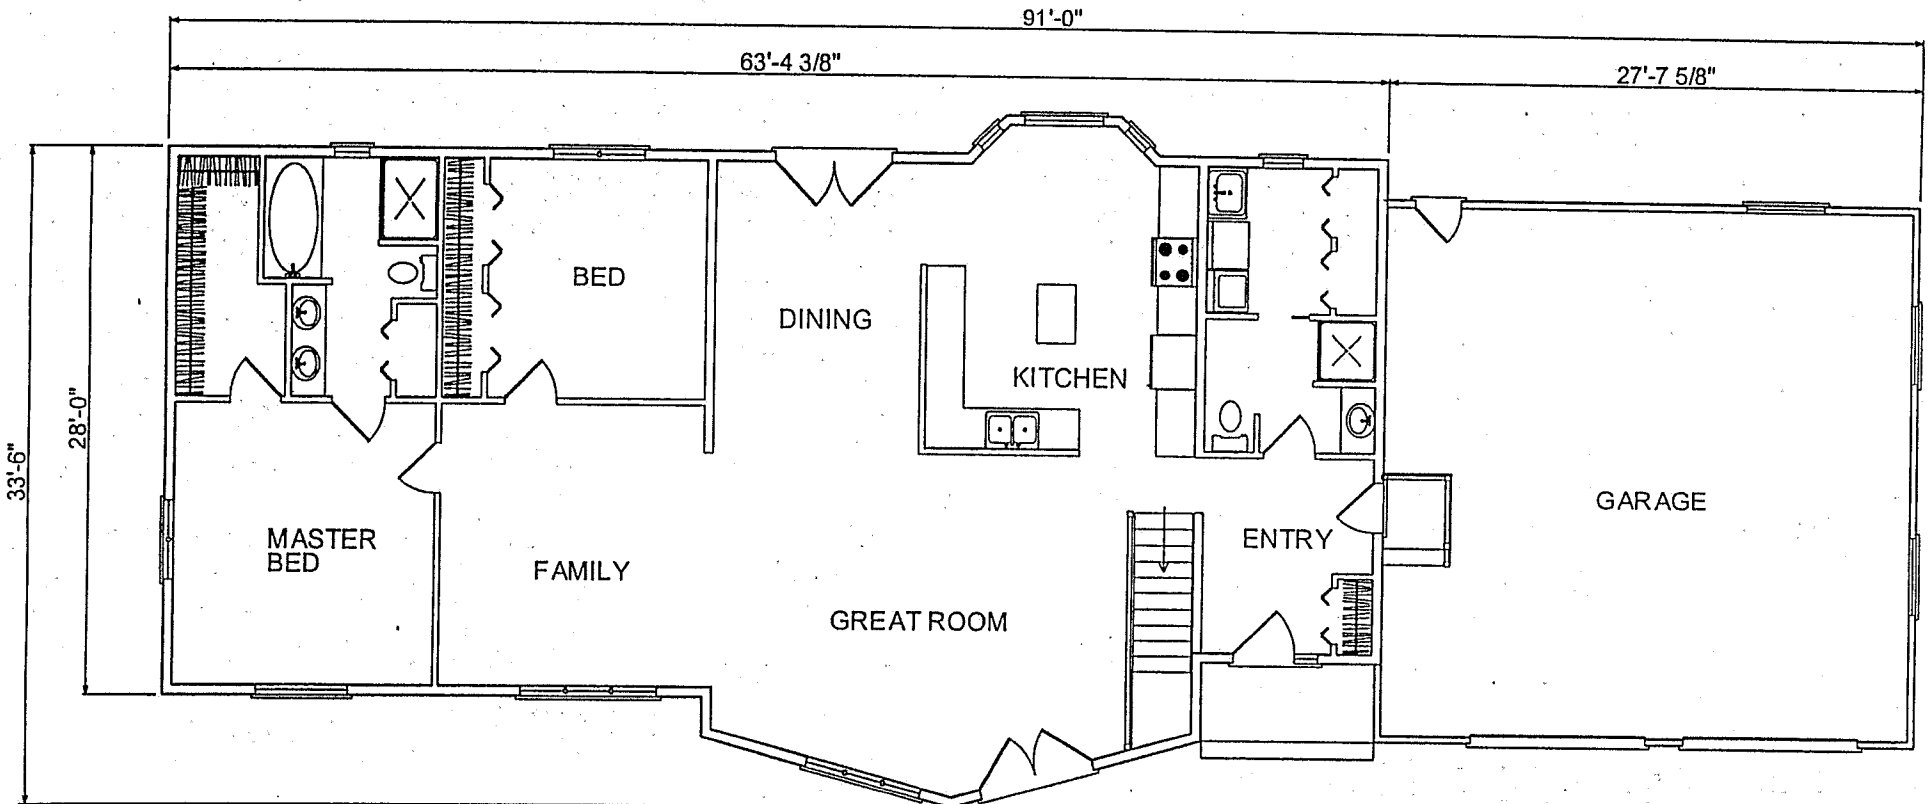 91'-0"
63'-4 3/8"
27'-7 5/8"
BED
DINING
KITCHEN
28'-0"
33'-6"
GARAGE
MASTER
BED
ENTRY
FAMILY
GREAT ROOM